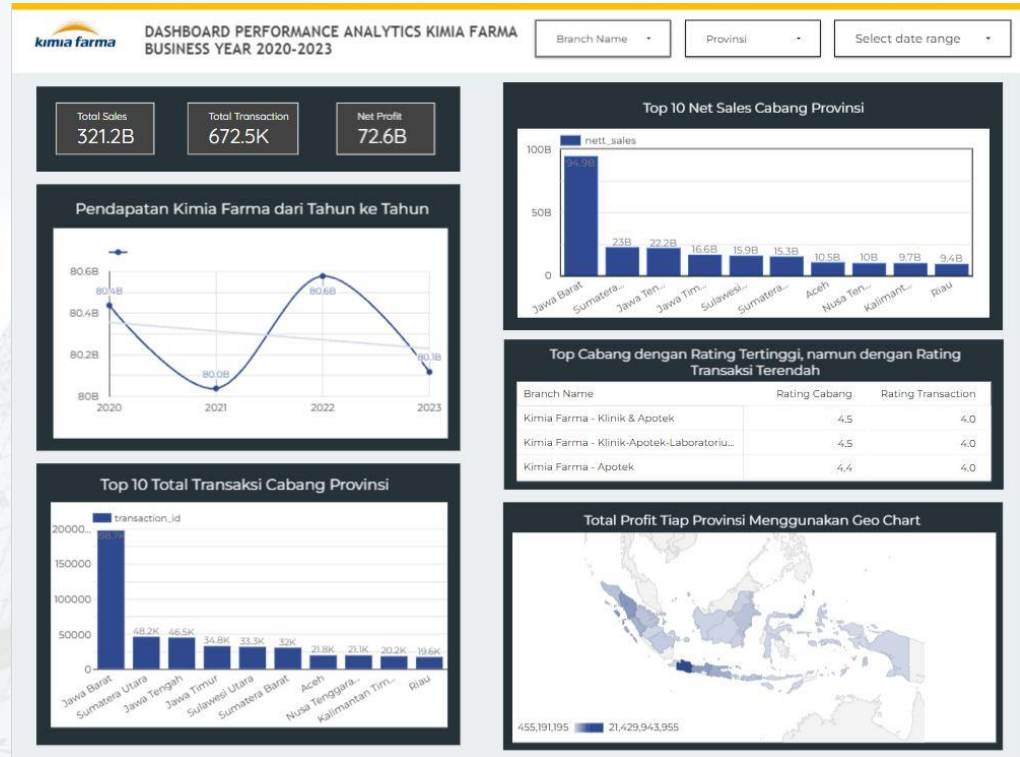 kimia farma
DASHBOARD PERFORMANCE ANALYTICS KIMIA FARMA
BUSINESS YEAR 2020-2023
Branch Name
Provinsi
Select date range
Total Sales
321.2B
Total Transaction
672.5K
Net Profit
72.6B
Pendapatan Kimia Farma dari Tahun ke Tahun
80.6B
80.4B
80.2B
80B
80.4B
80.0B
80.6B
80.1B
2020
2021
2022
2023
Top 10 Total Transaksi Cabang Provinsi
transaction_id
20000...
150000
100000
50000
0
198.7K
48.2K
46.5K
34.8K
33.3K
32K
21.8K
21.1K
20.2K
19.6K
Jawa Barat
Sumatera Utara
Jawa Tengah
Jawa Timur
Sulawesi Utara
Sumatera Barat
Aceh
Nusa Tenggara...
Kalimantan Tim...
Riau
Top 10 Net Sales Cabang Provinsi
nett_sales
100B
50B
0
94.9B
23B
22.2B
16.6B
15.9B
15.3B
10.5B
10B
9.7B
9.4B
Jawa Barat
Sumatera...
Jawa Ten...
Jawa Tim...
Sulawesi...
Sumatera...
Aceh
Nusa Ten...
Kalimant...
Riau
Top Cabang dengan Rating Tertinggi, namun dengan Rating
Transaksi Terendah
Branch Name Rating Cabang Rating Transaction
Kimia Farma - Klinik & Apotek 4.5 4.0
Kimia Farma - Klinik-Apotek-Laboratoriu... 4.5 4.0
Kimia Farma - Apotek 4.4 4.0
Total Profit Tiap Provinsi Menggunakan Geo Chart
455,191,195 21,429,943,955